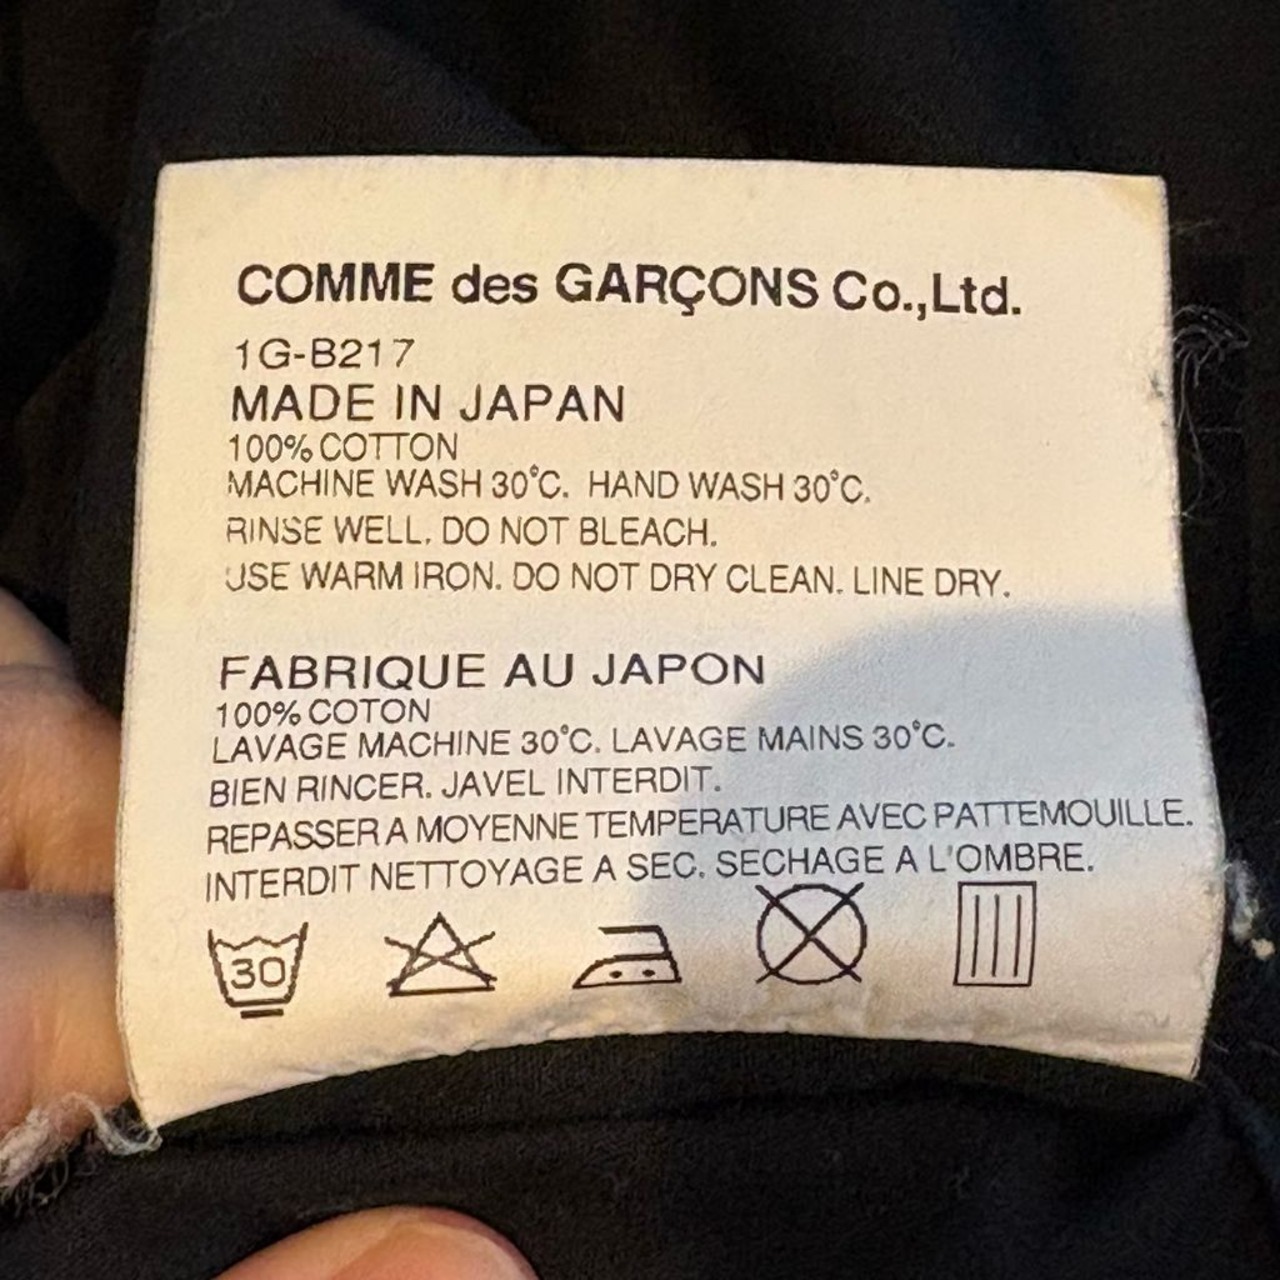 COMME des GARÇONS Co.,Ltd.
1G-B217
MADE IN JAPAN
100% COTTON
MACHINE WASH 30°C. HAND WASH 30°C.
RINSE WELL. DO NOT BLEACH.
USE WARM IRON. DO NOT DRY CLEAN. LINE DRY.
FABRIQUE AU JAPON
100% COTON
LAVAGE MACHINE 30°C. LAVAGE MAINS 30°C.
BIEN RINCER. JAVEL INTERDIT.
REPASSER A MOYENNE TEMPERATURE AVEC PATTEMOUILLE.
INTERDIT NETTOYAGE A SEC. SECHAGE A L'OMBRE.
30